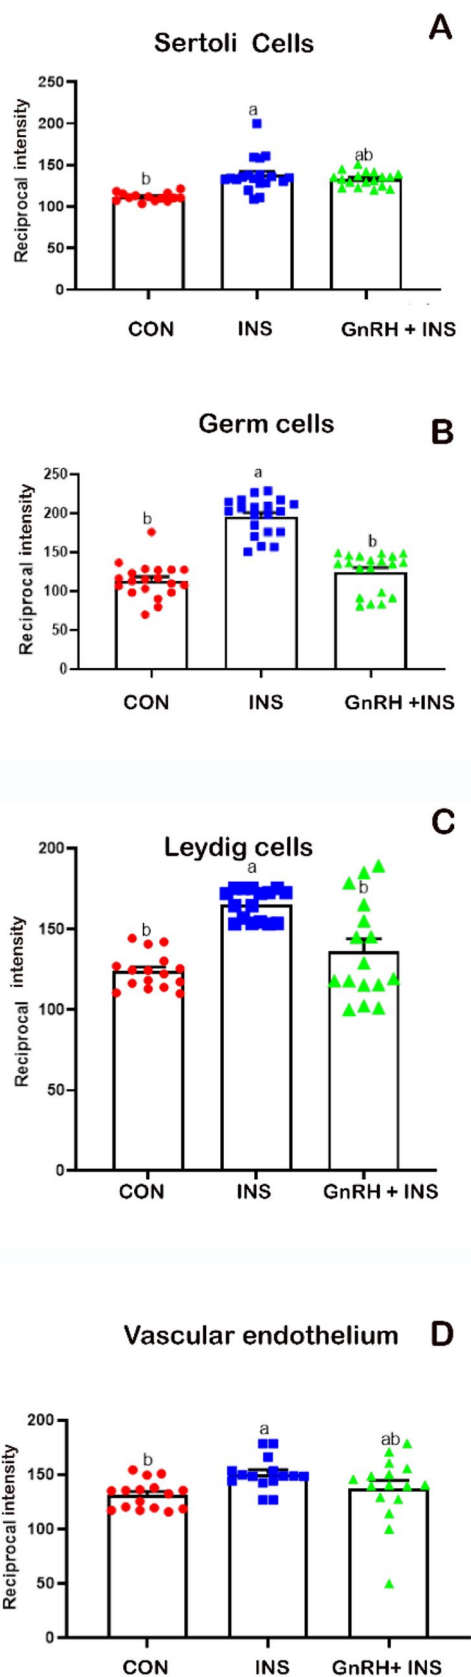 A
Sertoli Cells
Reciprocal intensity
250
200
150
100
50
0
b
a
ab
CON INS GnRH + INS
Germ cells
B
Reciprocal intensity
250
200
150
100
50
0
b
a
b
CON INS GnRH +INS
C
Leydig cells
Reciprocal intensity
200
150
100
50
0
b
a
b
CON INS GnRH + INS
Vascular endothelium D
Reciprocal intensity
200
150
100
50
0
b
a
ab
CON INS GnRH+ INS